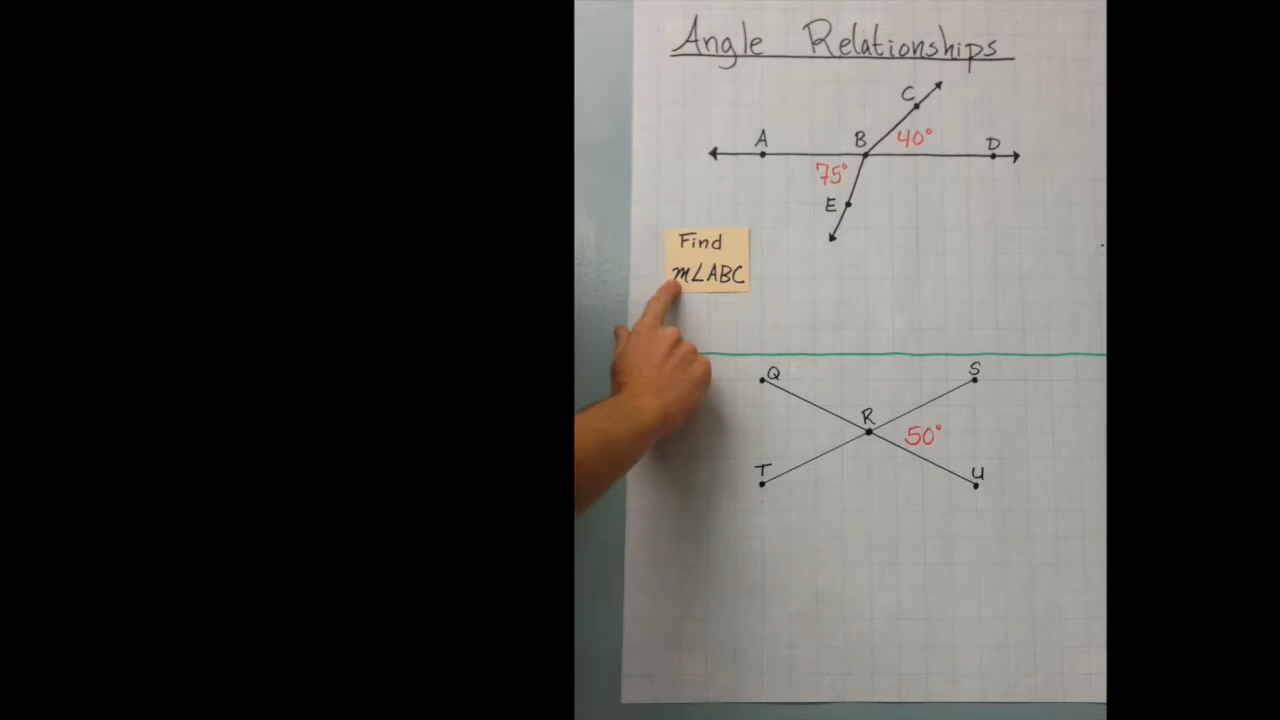 Angle Relationships
C
A B 40° D
75°
E
Find
m∠ABC
Q S
R
50°
T U